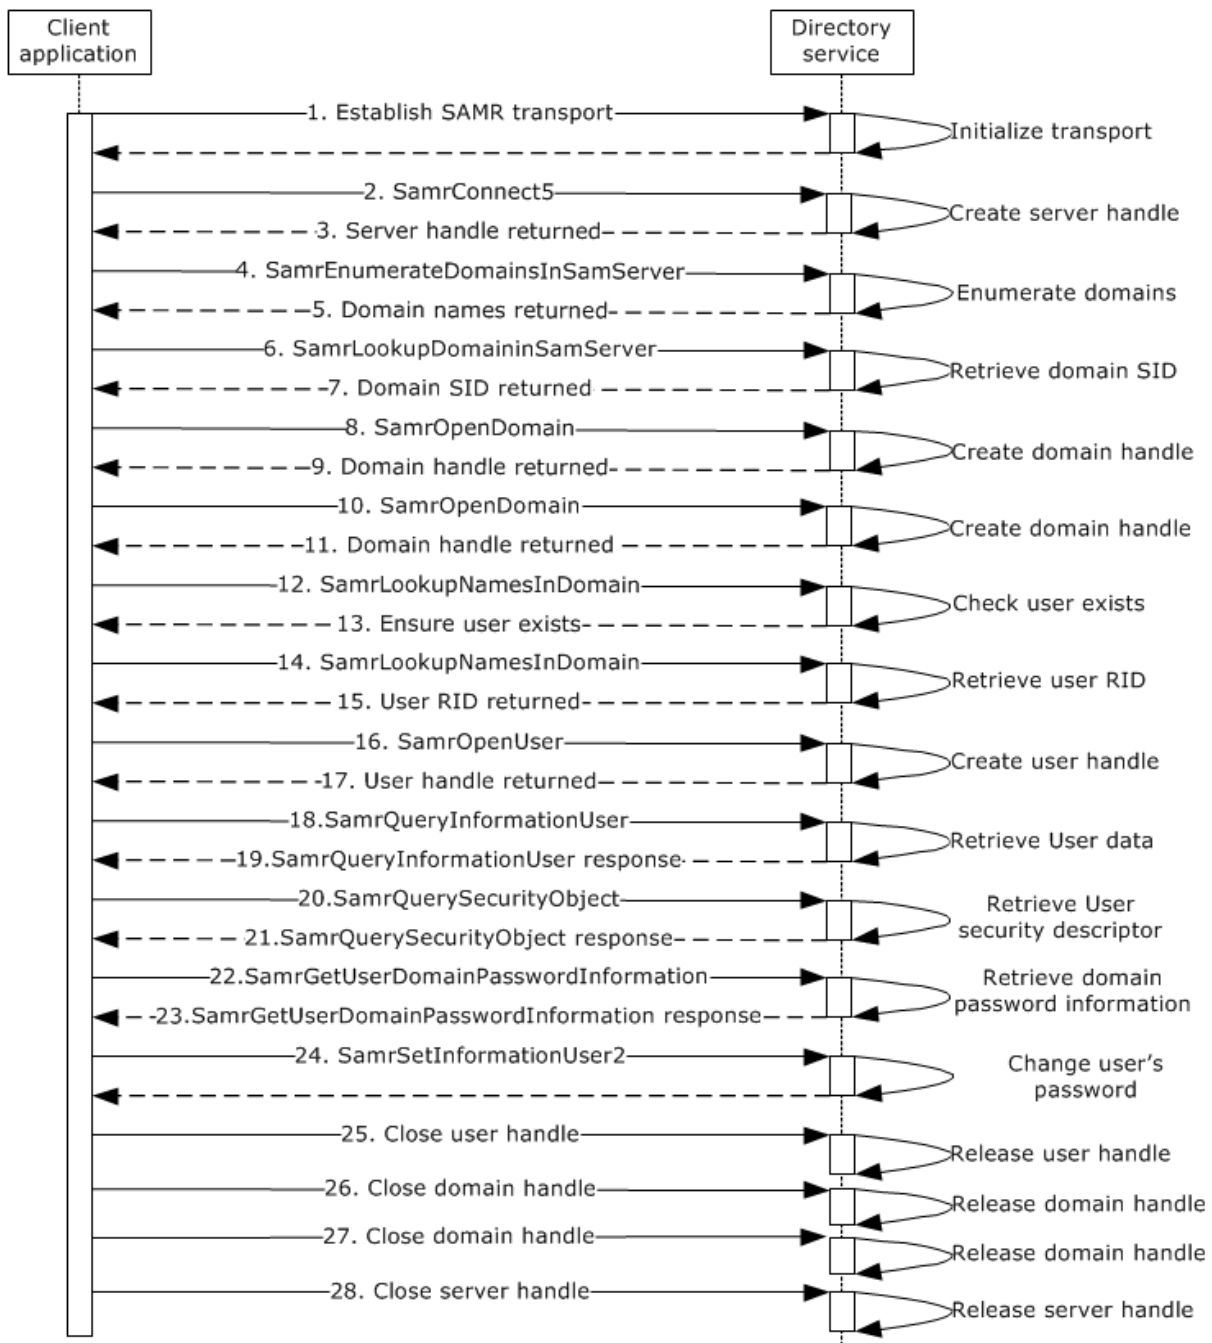 Client
application
Directory
service
1. Establish SAMR transport
Initialize transport
2. SamrConnect5
Create server handle
3. Server handle returned
4. SamrEnumerateDomainsInSamServer
Enumerate domains
5. Domain names returned
6. SamrLookupDomaininSamServer
Retrieve domain SID
7. Domain SID returned
8. SamrOpenDomain
Create domain handle
9. Domain handle returned
10. SamrOpenDomain
Create domain handle
11. Domain handle returned
12. SamrLookupNamesInDomain
Check user exists
13. Ensure user exists
14. SamrLookupNamesInDomain
Retrieve user RID
15. User RID returned
16. SamrOpenUser
Create user handle
17. User handle returned
18.SamrQueryInformationUser
Retrieve User data
19.SamrQueryInformationUser response
20.SamrQuerySecurityObject
Retrieve User
security descriptor
21.SamrQuerySecurityObject response
22.SamrGetUserDomainPasswordInformation
Retrieve domain
password information
23.SamrGetUserDomainPasswordInformation response
24. SamrSetInformationUser2
Change user's
password
25. Close user handle
Release user handle
26. Close domain handle
Release domain handle
27. Close domain handle
Release domain handle
28. Close server handle
Release server handle